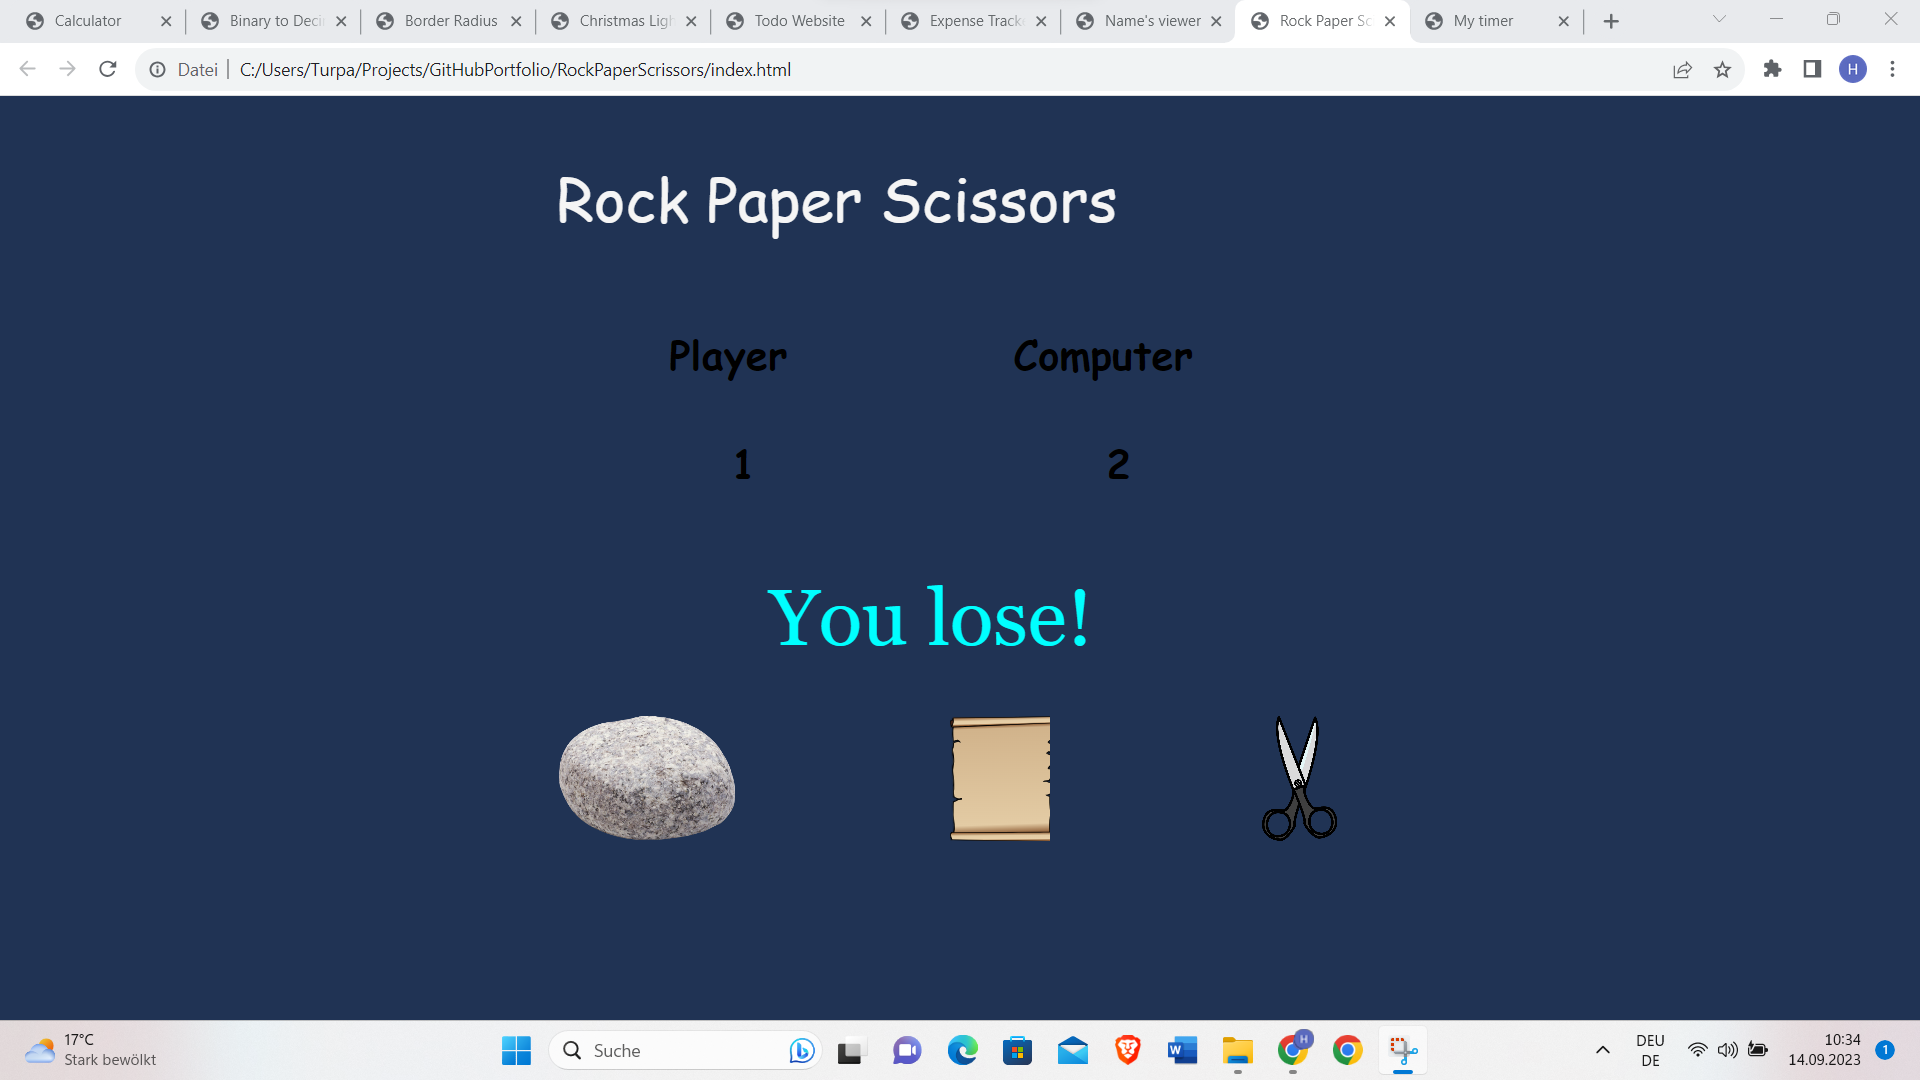 Calculator
Binary to Deci
Border Radius
Christmas Ligh
Todo Website
Expense Track
Name's viewer
Rock Paper Sc
My timer
Datei
C:/Users/Turpa/Projects/GitHubPortfolio/RockPaperScrissors/index.html
H
Rock Paper Scissors
Player Computer
1 2
You lose!
17°C
Stark bewölkt
Suche
H
DEU
DE
10:34
14.09.2023
1